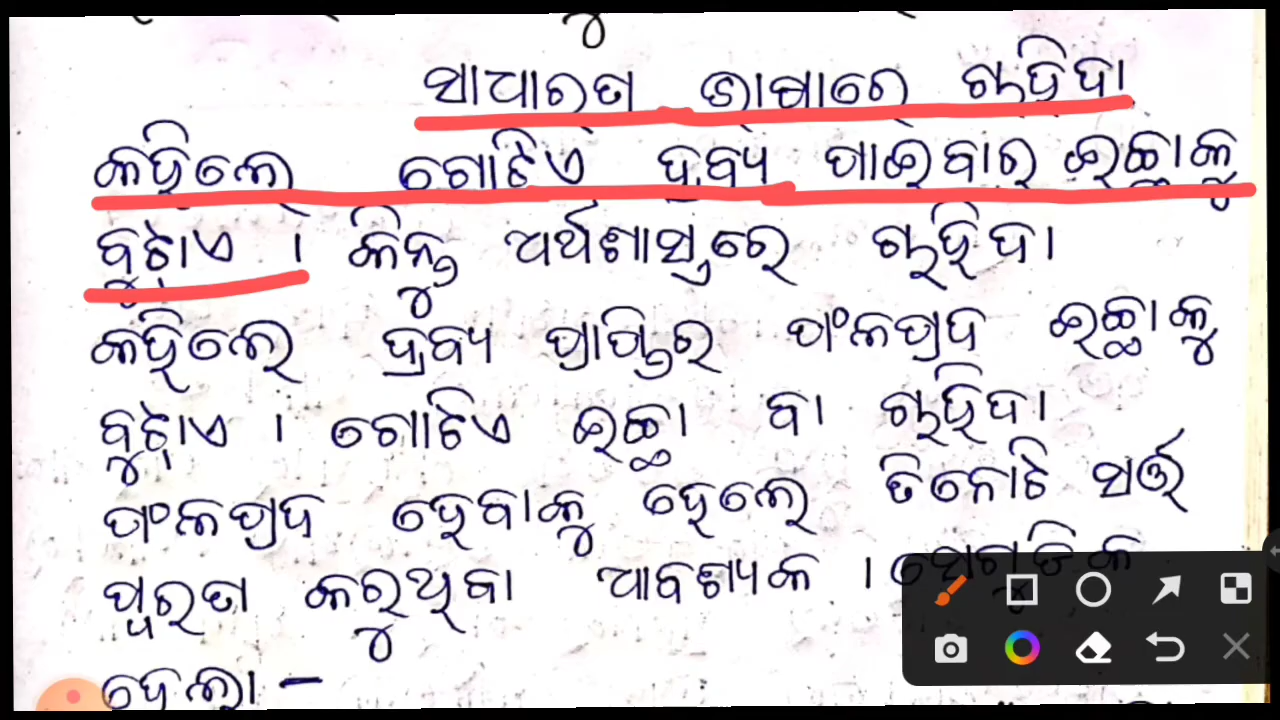 ସାଧାରଣ ଭାଷାରେ ଚାହିଦା
କହିଲେ ଗୋଟିଏ ଦ୍ରବ୍ୟ ପାଇବାର ଇଚ୍ଛାକୁ
ବୁଝାଏ । କିନ୍ତୁ ଅର୍ଥଶାସ୍ତ୍ରରେ ଚାହିଦା
କହିଲେ ଦ୍ରବ୍ୟ ପ୍ରାପ୍ତିର ଫଳପ୍ରଦ ଇଚ୍ଛାକୁ
ବୁଝାଏ । ଗୋଟିଏ ଇଚ୍ଛା ବା ଚାହିଦା
ଫଳପ୍ରଦ ହେବାକୁ ହେଲେ ତିନୋଟି ସର୍ତ୍ତ
ପୂରଣ କରୁଥିବା ଆବଶ୍ୟକ । ସେଗୁଡିକ
ହେଲା -